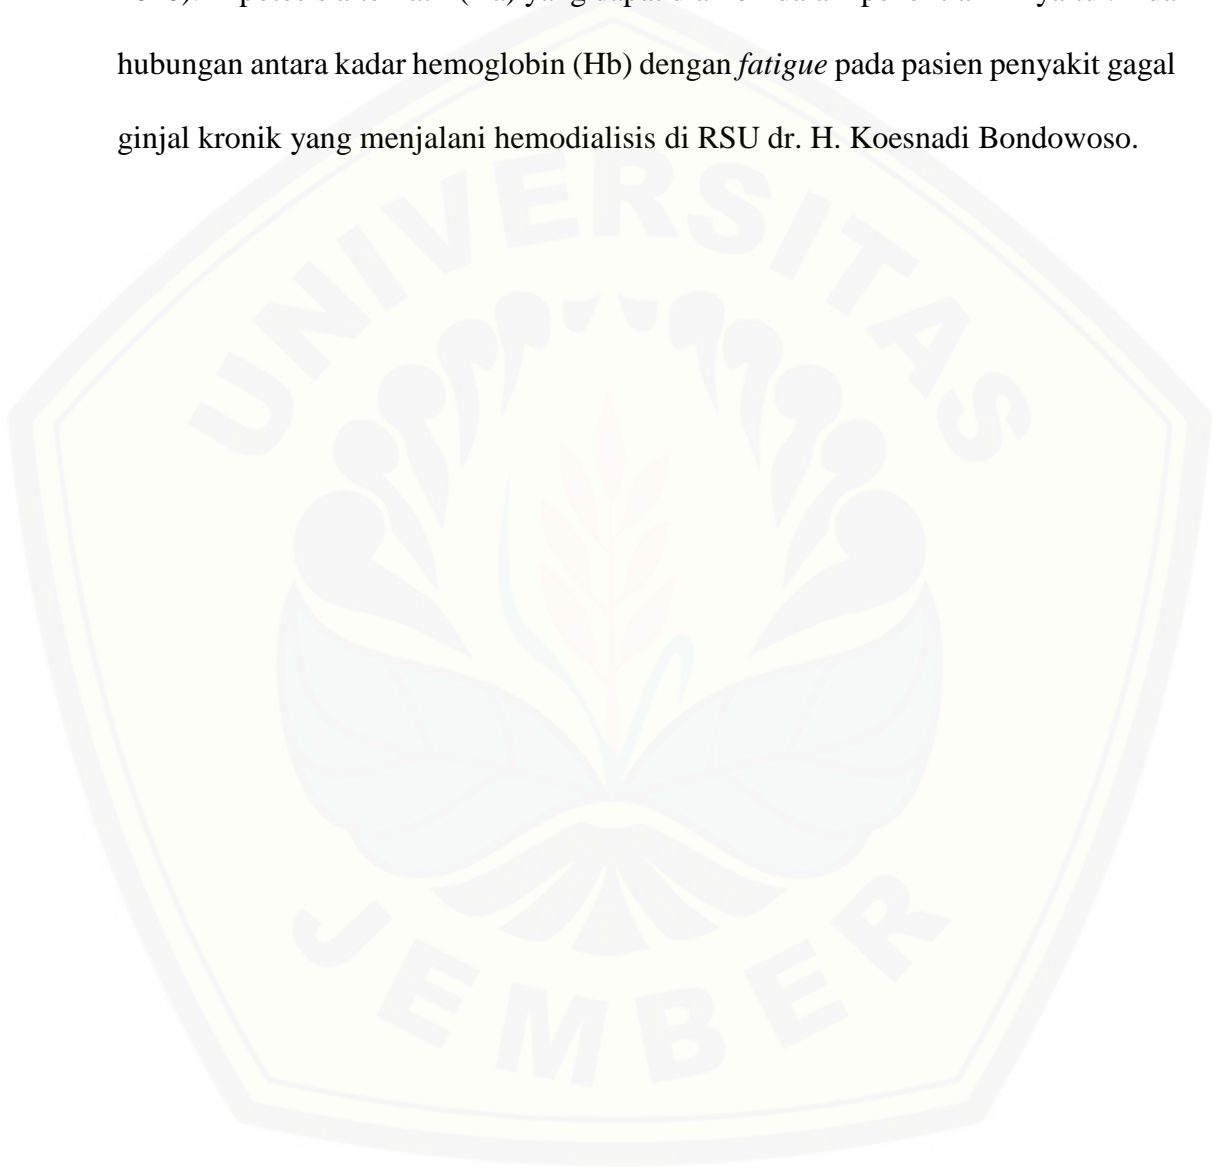 hubungan antara kadar hemoglobin (Hb) dengan fatigue pada pasien penyakit gagal
ginjal kronik yang menjalani hemodialisis di RSU dr. H. Koesnadi Bondowoso.
UNIVERSITAS
JEMBER